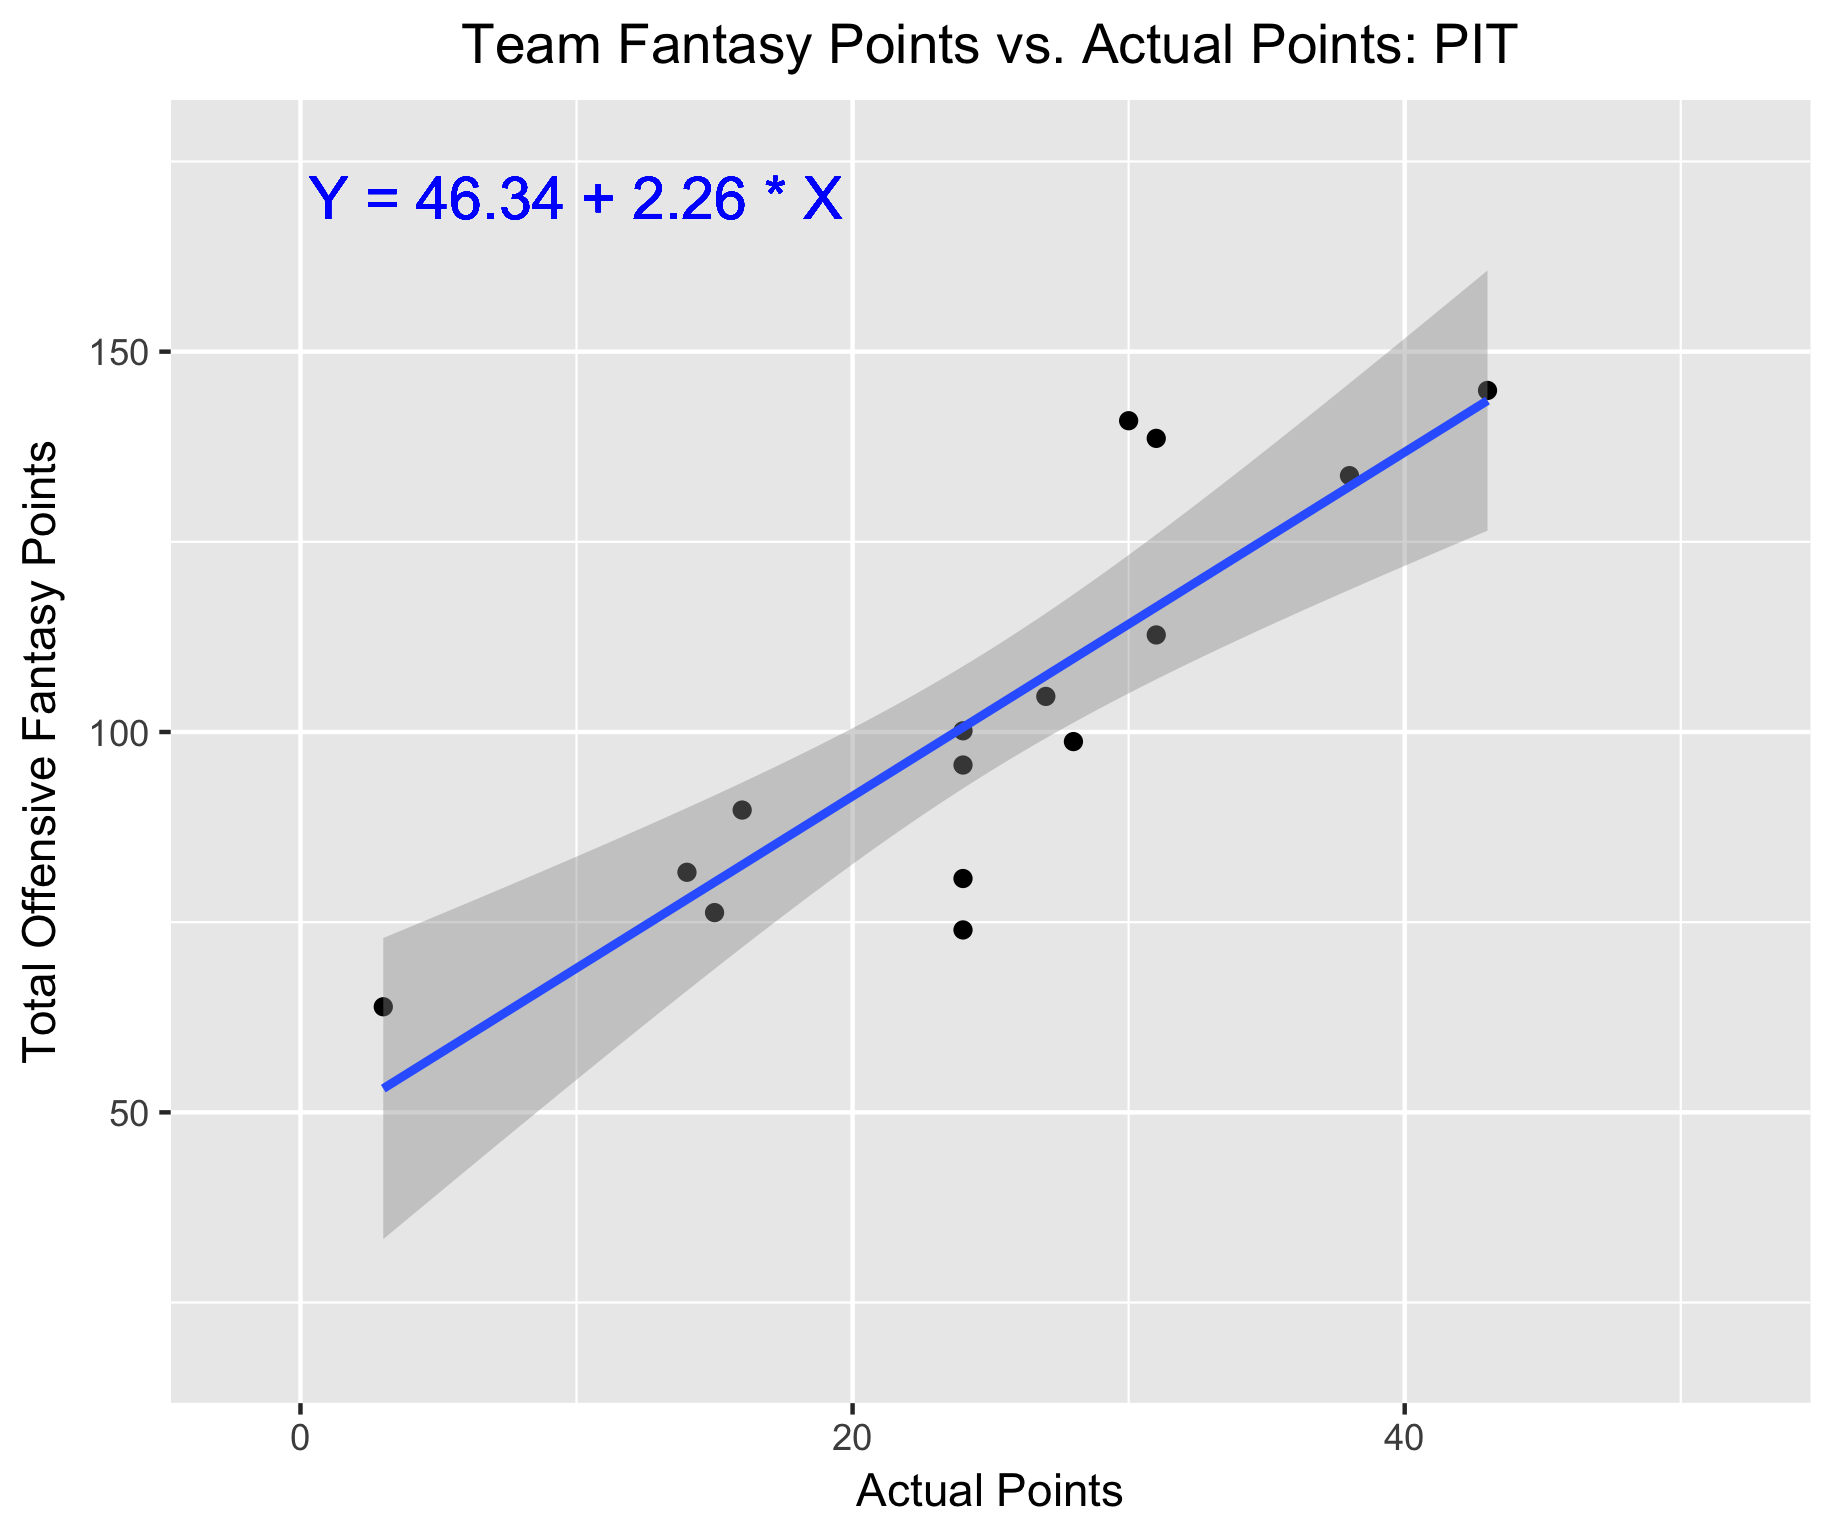 Team Fantasy Points vs. Actual Points: PIT
Y = 46.34 + 2.26 * X
Total Offensive Fantasy Points
150
100
50
0 20 40
Actual Points